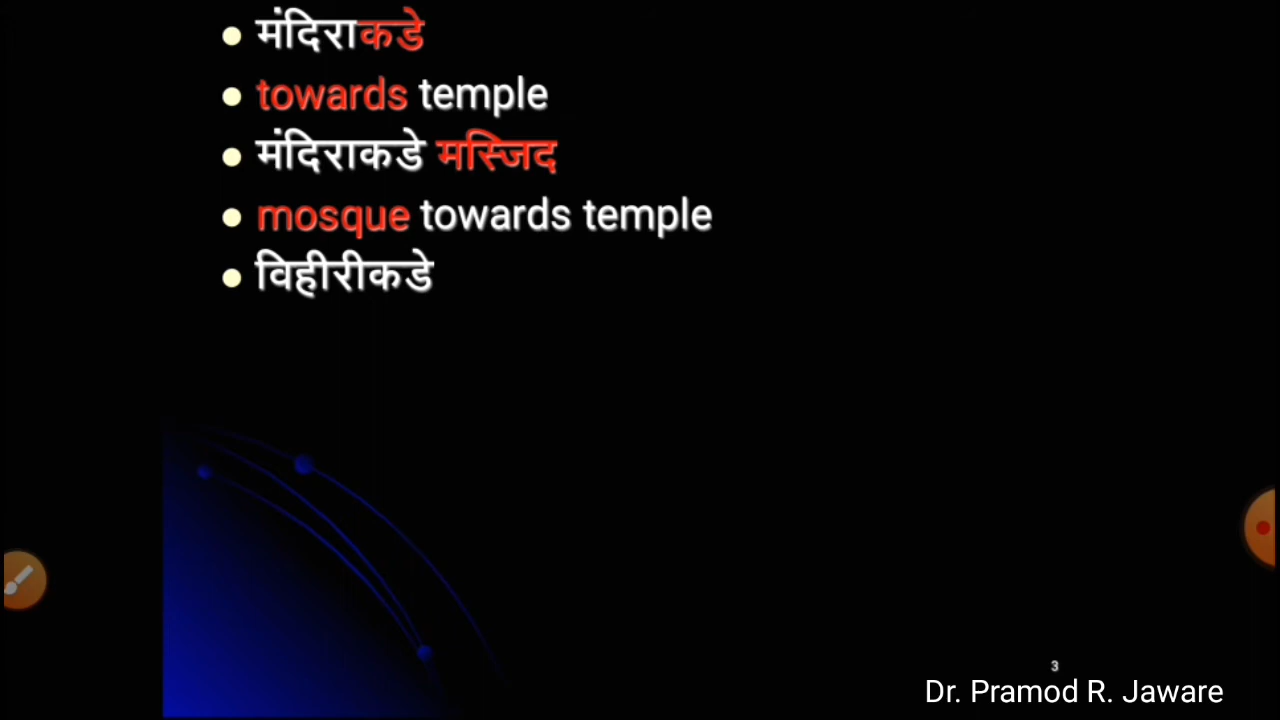 मंदिराकडे
towards temple
मंदिराकडे मस्जिद
mosque towards temple
विहीरीकडे
3
Dr. Pramod R. Jaware